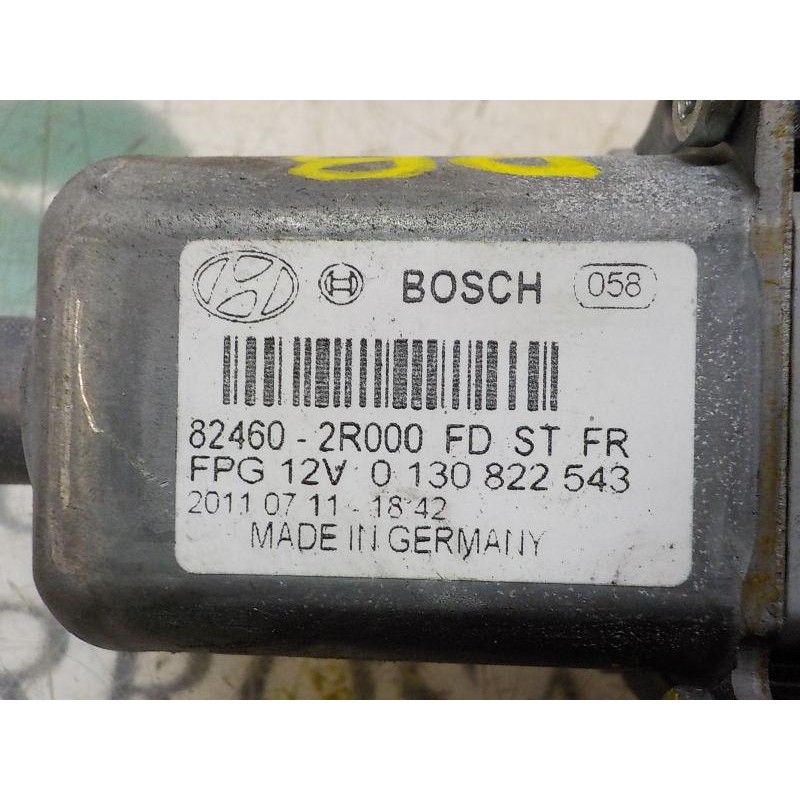 BOSCH 058
82460-2R000 FD ST FR
FPG 12V 0 130 822 543
2011 07 11 - 18:42
MADE IN GERMANY